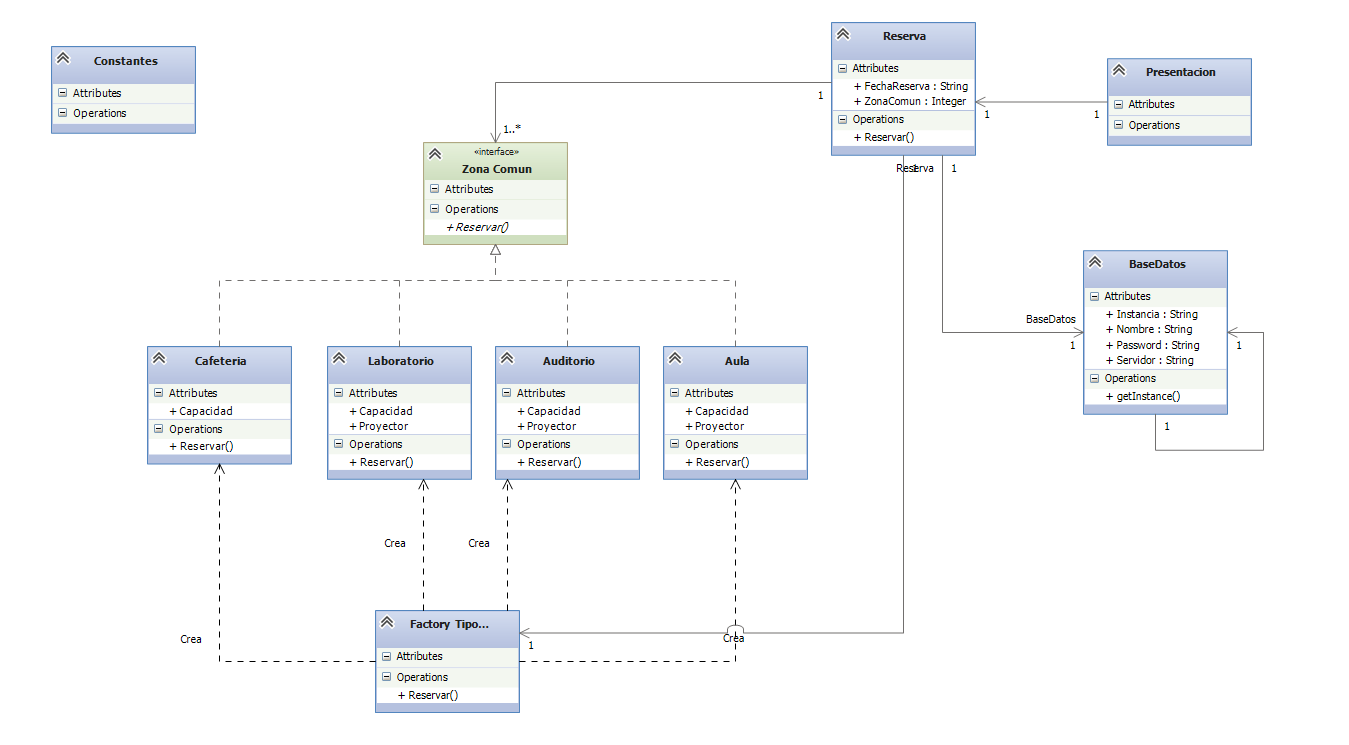 Constantes
Attributes
Operations
Reserva
Attributes
+ FechaReserva : String
+ ZonaComun : Integer
Operations
+ Reservar()
Presentacion
Attributes
Operations
1
1
1
1..*
«interface»
Zona Comun
Attributes
Operations
+ Reservar()
Reserva
1
1
BaseDatos
Attributes
+ Instancia : String
+ Nombre : String
+ Password : String
+ Servidor : String
Operations
+ getInstance()
BaseDatos
1
1
1
Cafeteria
Attributes
+ Capacidad
Operations
+ Reservar()
Laboratorio
Attributes
+ Capacidad
+ Proyector
Operations
+ Reservar()
Auditorio
Attributes
+ Capacidad
+ Proyector
Operations
+ Reservar()
Aula
Attributes
+ Capacidad
+ Proyector
Operations
+ Reservar()
Crea
Crea
Crea
Crea
1
Factory Tipo...
Attributes
Operations
+ Reservar()